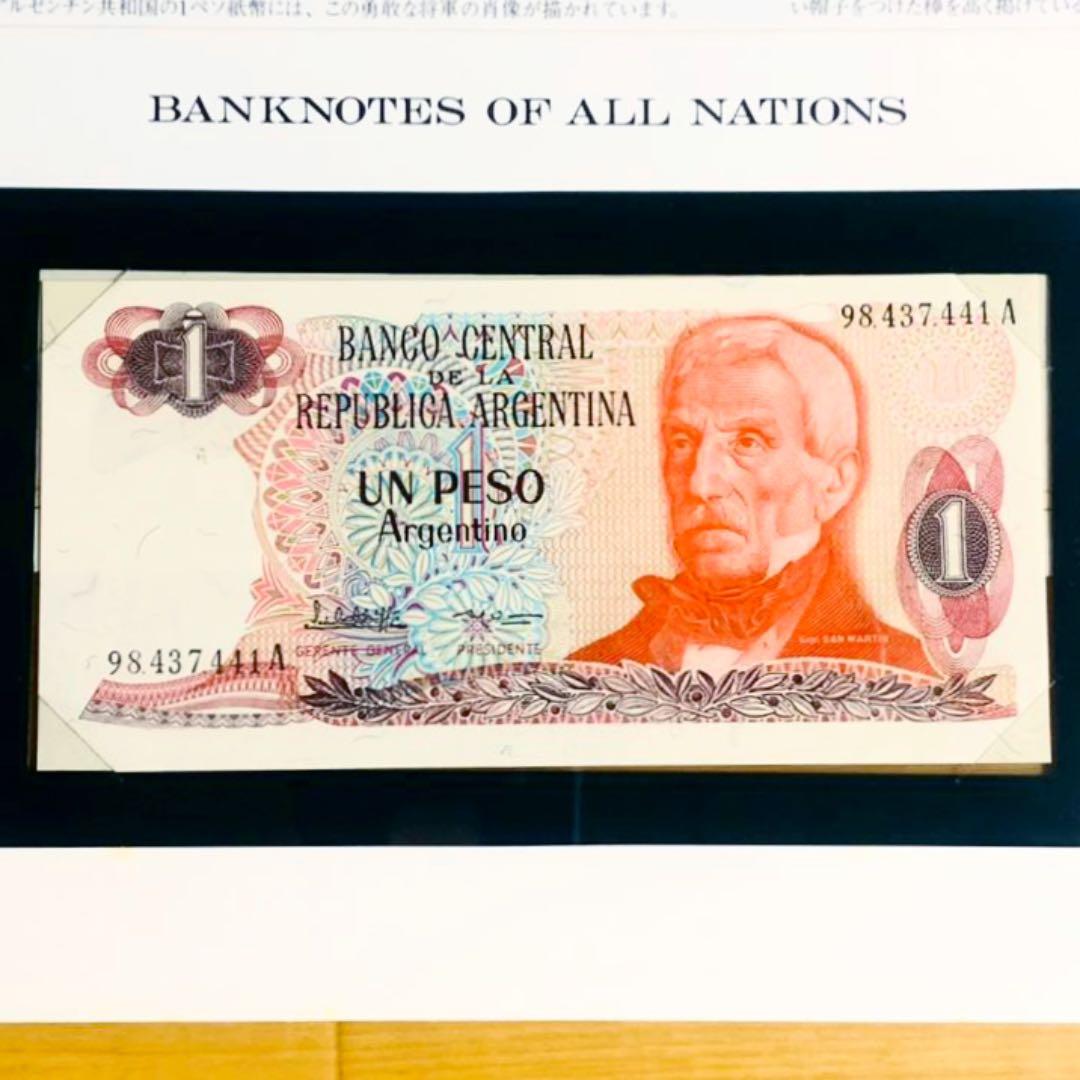 アルゼンチン共和国の1ペソ紙幣には、この勇敢な将軍の肖像が描かれています。
い帽子をつけた棒を高く掲げている
BANKNOTES OF ALL NATIONS
98.437.441 A
1
BANCO CENTRAL
DE LA
REPUBLICA ARGENTINA
1
UN PESO
Argentino
1
98.437.441 A
GERENTE GENERAL
PRESIDENTE
SAN MARTIN